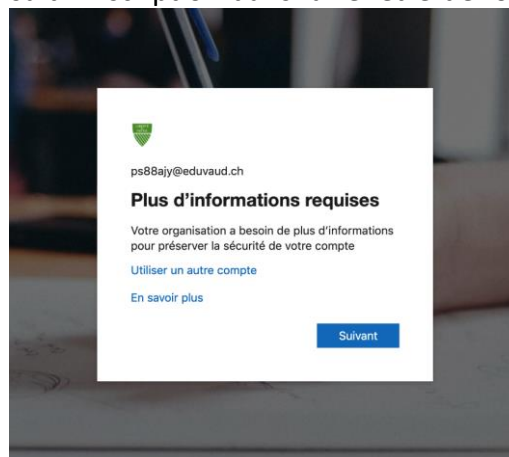 ps88ajy@eduvaud.ch
Plus d'informations requises
Votre organisation a besoin de plus d'informations
pour préserver la sécurité de votre compte
Utiliser un autre compte
En savoir plus
Suivant